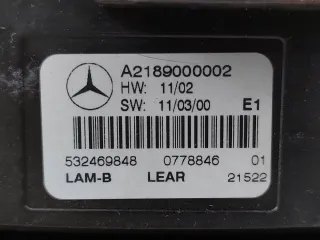 A2189000002
HW: 11/02
SW: 11/03/00 E1
532469848 0778846 01
LAM-B LEAR 21522